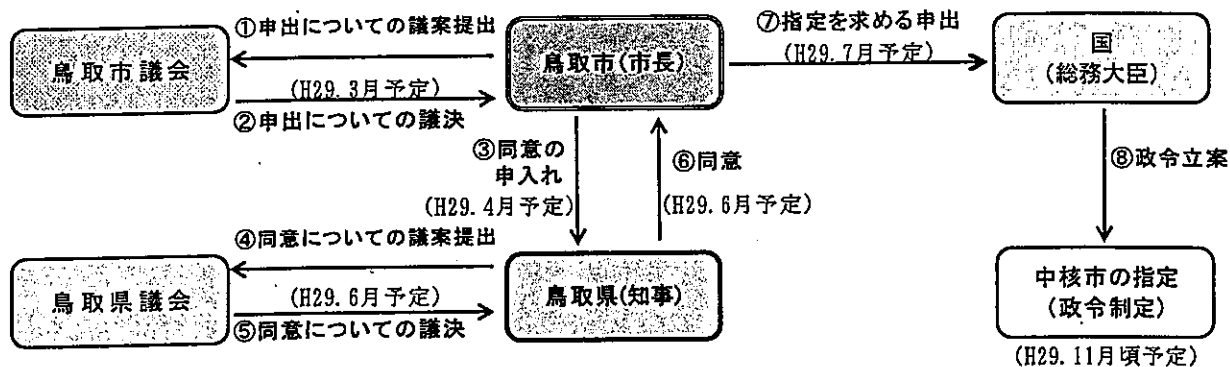 ①申出についての議案提出
鳥取市議会
(H29.3月予定)
②申出についての議決
鳥取市(市長)
⑦指定を求める申出
(H29.7月予定)
国
(総務大臣)
③同意の
申入れ
(H29.4月予定)
⑥同意
(H29.6月予定)
⑧政令立案
④同意についての議案提出
鳥取県議会
(H29.6月予定)
⑤同意についての議決
鳥取県(知事)
中核市の指定
(政令制定)
(H29.11月頃予定)